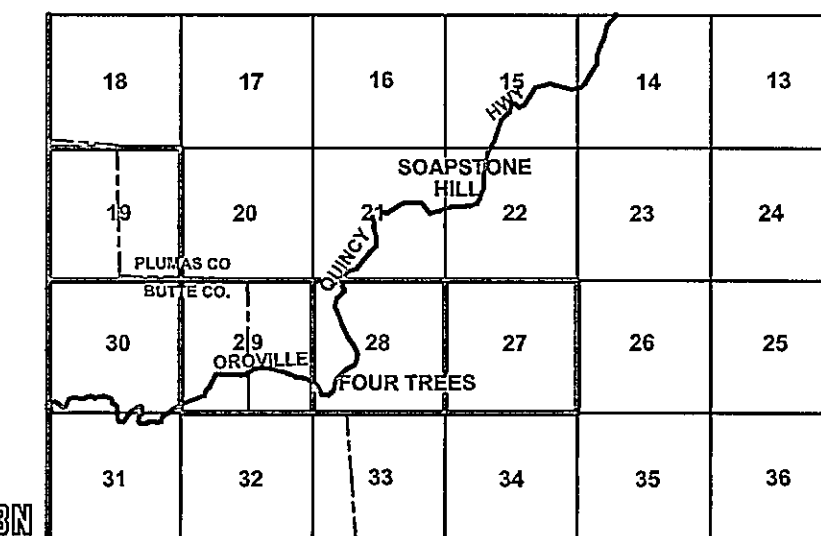 18 17 16 15 14 13
HWY
SOAPSTONE
HILL
19 20 21 22 23 24
QUINCY
PLUMAS CO
BUTTE CO.
30 29 28 27 26 25
OROVILLE
FOUR TREES
31 32 33 34 35 36